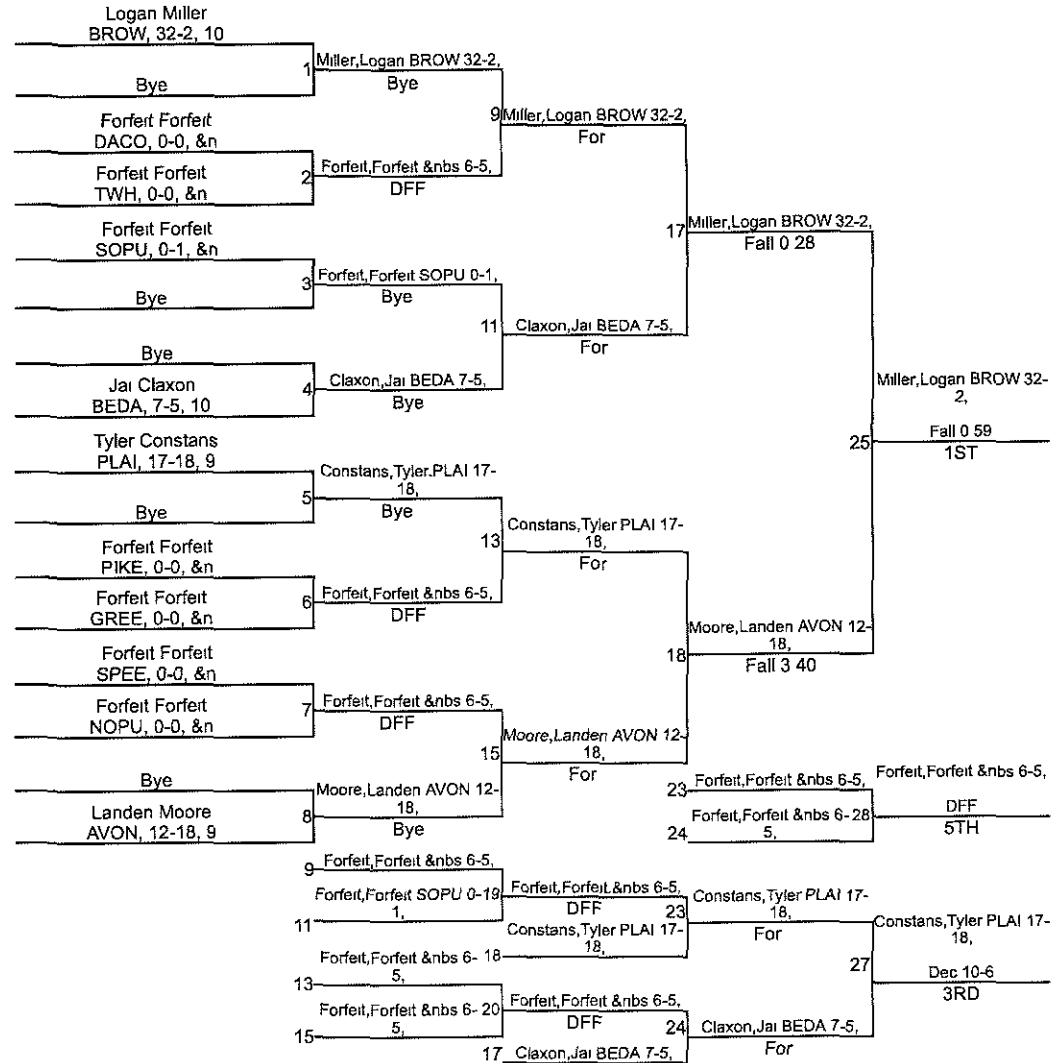 Logan Miller
BROW, 32-2, 10
Bye
1
Miller,Logan BROW 32-2,
Bye
Forfeit Forfeit
DACO, 0-0, &n
Forfeit Forfeit
TWH, 0-0, &n
2
Forfeit,Forfeit &nbs 6-5,
DFF
9
Miller,Logan BROW 32-2,
For
Forfeit Forfeit
SOPU, 0-1, &n
Bye
3
Forfeit,Forfeit SOPU 0-1,
Bye
Bye
Jai Claxon
BEDA, 7-5, 10
4
Claxon,Jai BEDA 7-5,
Bye
11
Claxon,Jai BEDA 7-5,
For
17
Miller,Logan BROW 32-2,
Fall 0 28
Tyler Constans
PLAI, 17-18, 9
Bye
5
Constans,Tyler.PLAI 17-
18,
Bye
Forfeit Forfeit
PIKE, 0-0, &n
Forfeit Forfeit
GREE, 0-0, &n
6
Forfeit,Forfeit &nbs 6-5,
DFF
13
Constans,Tyler PLAI 17-
18,
For
Forfeit Forfeit
SPEE, 0-0, &n
Forfeit Forfeit
NOPU, 0-0, &n
7
Forfeit,Forfeit &nbs 6-5,
DFF
Bye
Landen Moore
AVON, 12-18, 9
8
Moore,Landen AVON 12-
18,
Bye
15
Moore,Landen AVON 12-
18,
For
18
Moore,Landen AVON 12-
18,
Fall 3 40
25
Miller,Logan BROW 32-
2,
Fall 0 59
1ST
23
Forfeit,Forfeit &nbs 6-5,
24
Forfeit,Forfeit &nbs 6-
5,
28
Forfeit,Forfeit &nbs 6-5,
DFF
5TH
9
Forfeit,Forfeit &nbs 6-5,
11
Forfeit,Forfeit SOPU 0-
1,
19
Forfeit,Forfeit &nbs 6-5,
DFF
18
Constans,Tyler PLAI 17-
18,
23
Constans,Tyler PLAI 17-
18,
For
13
Forfeit,Forfeit &nbs 6-
5,
15
Forfeit,Forfeit &nbs 6-
5,
20
Forfeit,Forfeit &nbs 6-5,
DFF
17
Claxon,Jai BEDA 7-5,
24
Claxon,Jai BEDA 7-5,
For
27
Constans,Tyler PLAI 17-
18,
Dec 10-6
3RD